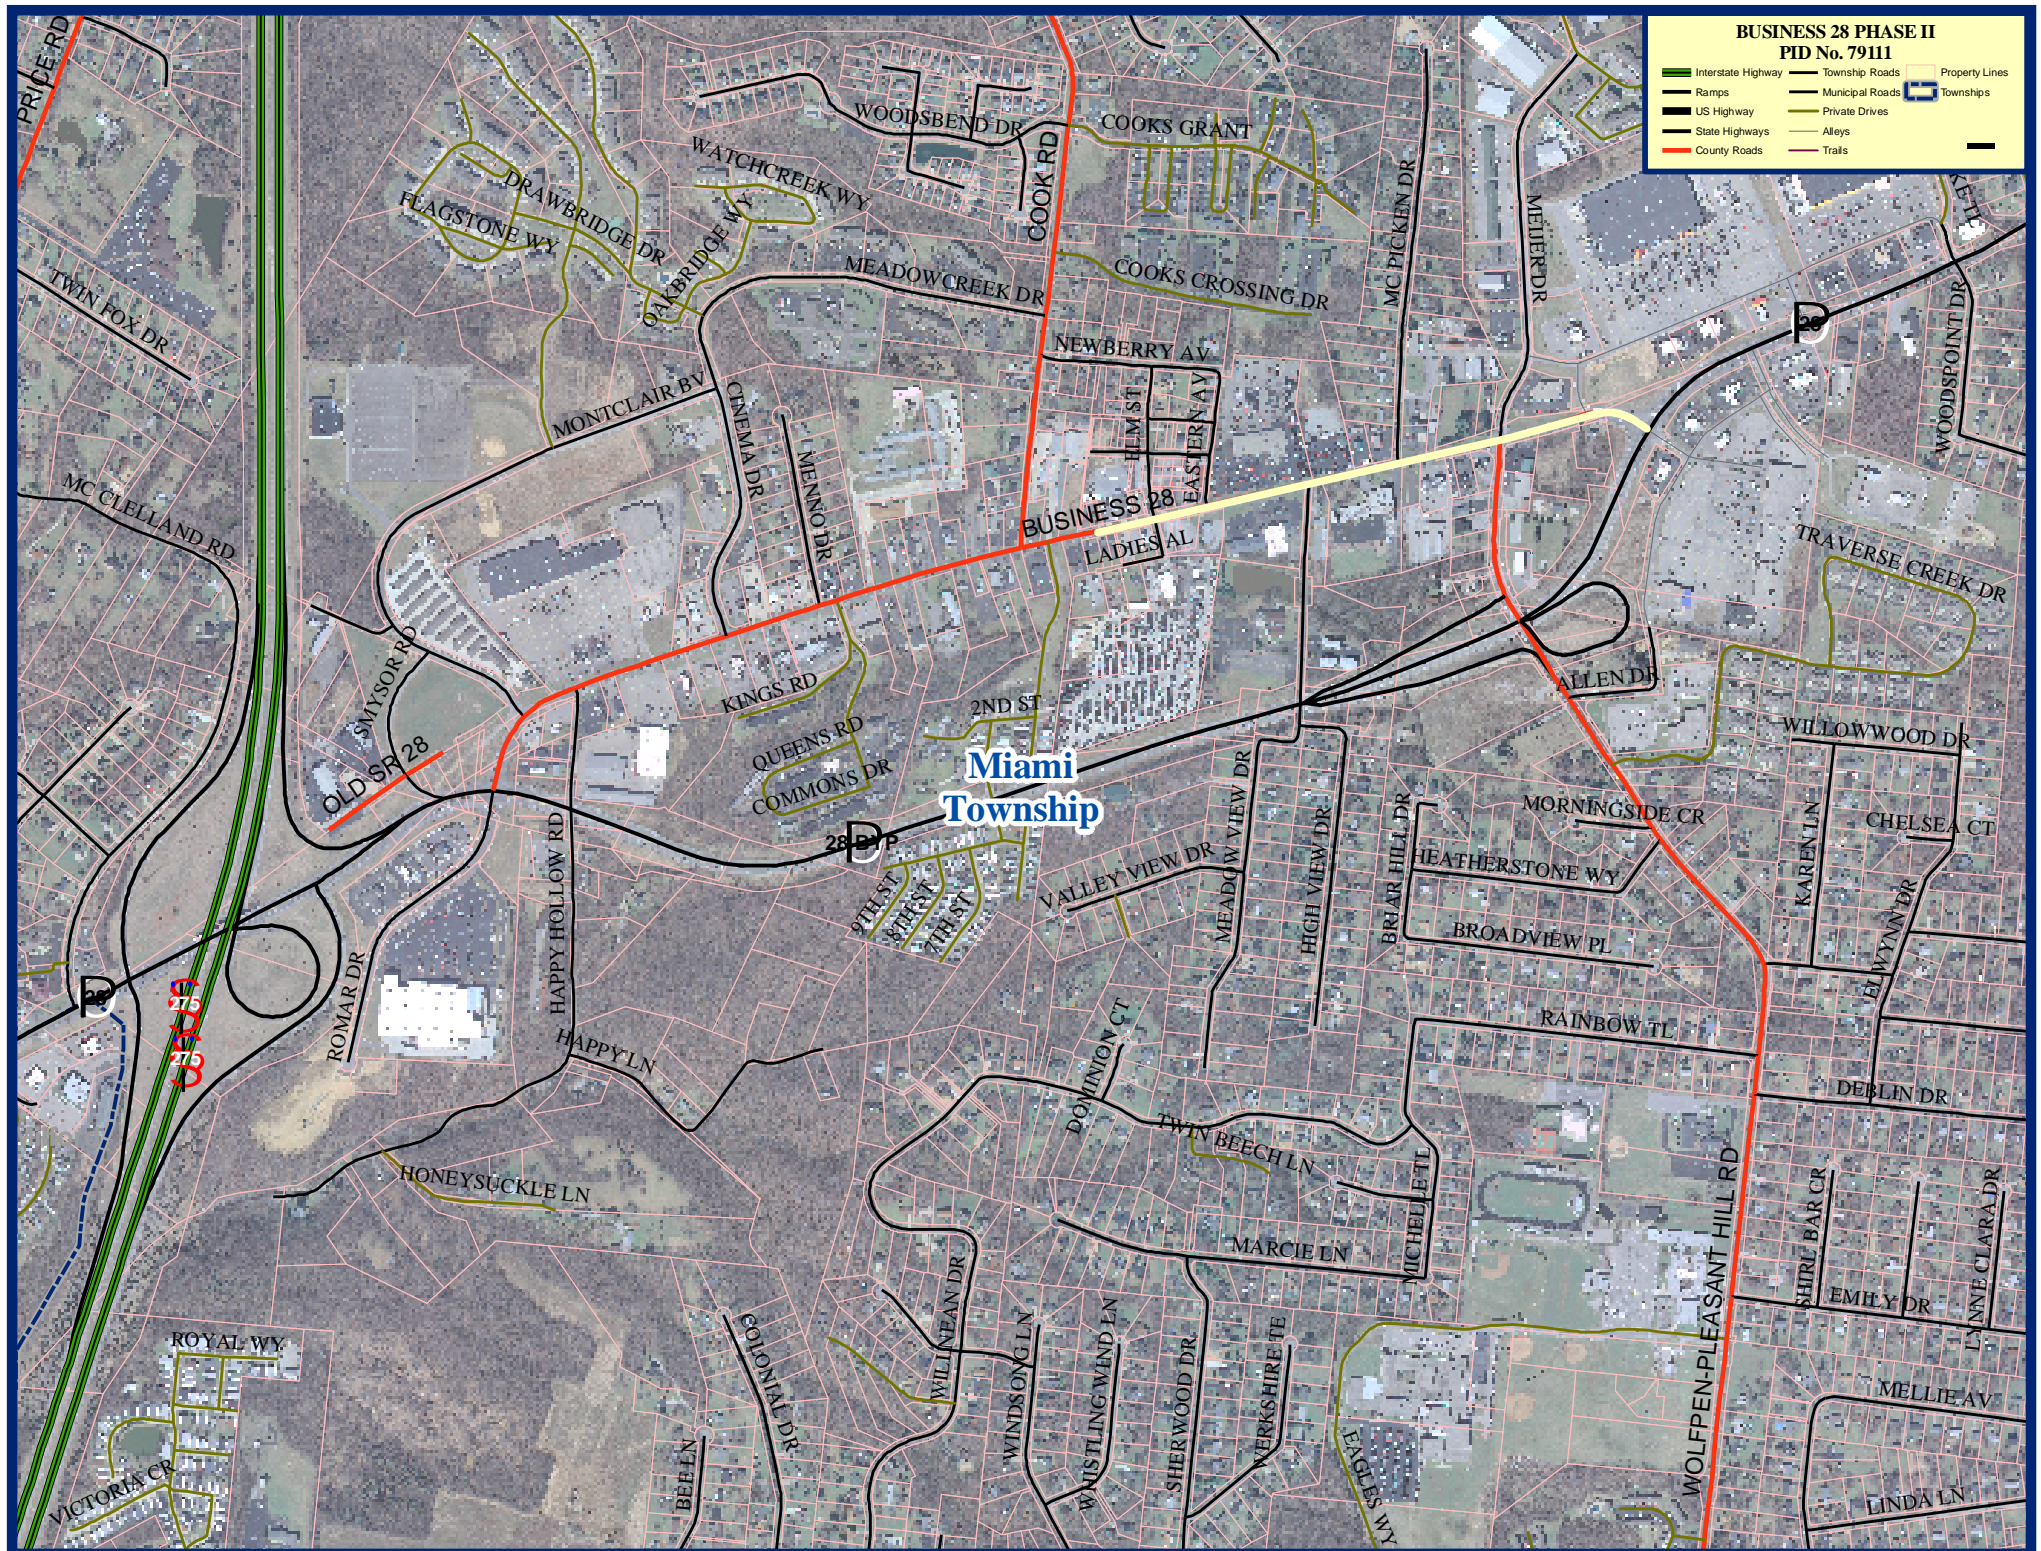 BUSINESS 28 PHASE II
PID No. 79111
Interstate Highway
Township Roads
Property Lines
Ramps
Municipal Roads
Townships
US Highway
Private Drives
State Highways
Alleys
County Roads
Trails
PRICE RD
WOODSBEND DR
COOKS GRANT
WATCHCREEK WY
COOK RD
MC PICKEN DR
DRAWBRIDGE DR
FLAGSTONE WY
OAKBRIDGE WY
MEIJER DR
MEADOWCREEK DR
COOKS CROSSING DR
TWIN FOX DR
28
WOODSPOINT DR
NEWBERRY AV
MONTCLAIR BV
CINEMA DR
ELM ST
EASTERN AV
MENNO DR
MC CLELLAND RD
BUSINESS 28
LADIES AL
TRAVERSE CREEK DR
SMYSOR RD
KINGS RD
2ND ST
ALLEN DR
QUEENS RD
WILLOWWOOD DR
OLD SR 28
COMMONS DR
Miami
Township
MEADOW VIEW DR
HIGH VIEW DR
BRIAR HILL DR
MORNINGSIDE CR
KAREN LN
CHELSEA CT
28 BYP
HAPPY HOLLOW RD
VALLEY VIEW DR
HEATHERSTONE WY
9TH ST
8TH ST
7TH ST
BROADVIEW PL
ELWYNN DR
28
275
275
ROMAR DR
HAPPY LN
DOMINION CT
RAINBOW TL
DEBLIN DR
TWIN BEECH LN
HONEYSUCKLE LN
MICHELLE TL
MARCIE LN
WOLFPEN-PLEASANT HILL RD
SHIRL BAR CR
EMILY DR
LYNNE CLARA DR
ROYAL WY
COLONIAL DR
WILLNEAN DR
WINDSONG LN
WHISTLING WIND LN
SHERWOOD DR
WERKSHIRE TE
MELLIE AV
BEE LN
EAGLES WY
VICTORIA CR
LINDA LN